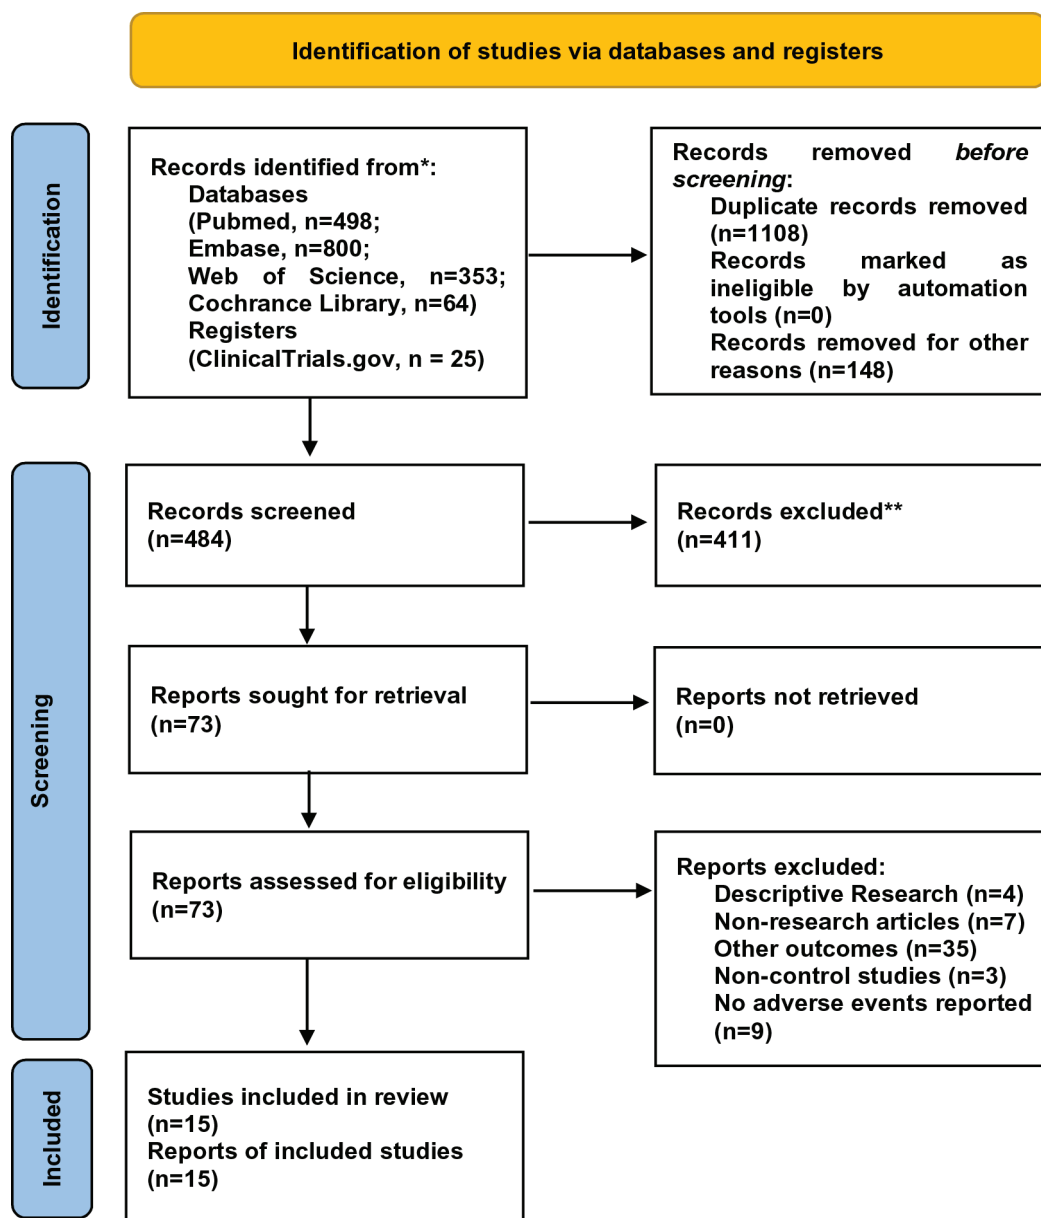 Identification of studies via databases and registers
Identification
Records identified from*:
Databases
(Pubmed, n=498;
Embase, n=800;
Web of Science, n=353;
Cochrance Library, n=64)
Registers
(ClinicalTrials.gov, n = 25)
Records removed before
screening:
Duplicate records removed
(n=1108)
Records marked as
ineligible by automation
tools (n=0)
Records removed for other
reasons (n=148)
Screening
Records screened
(n=484)
Records excluded**
(n=411)
Reports sought for retrieval
(n=73)
Reports not retrieved
(n=0)
Reports assessed for eligibility
(n=73)
Reports excluded:
Descriptive Research (n=4)
Non-research articles (n=7)
Other outcomes (n=35)
Non-control studies (n=3)
No adverse events reported
(n=9)
Included
Studies included in review
(n=15)
Reports of included studies
(n=15)